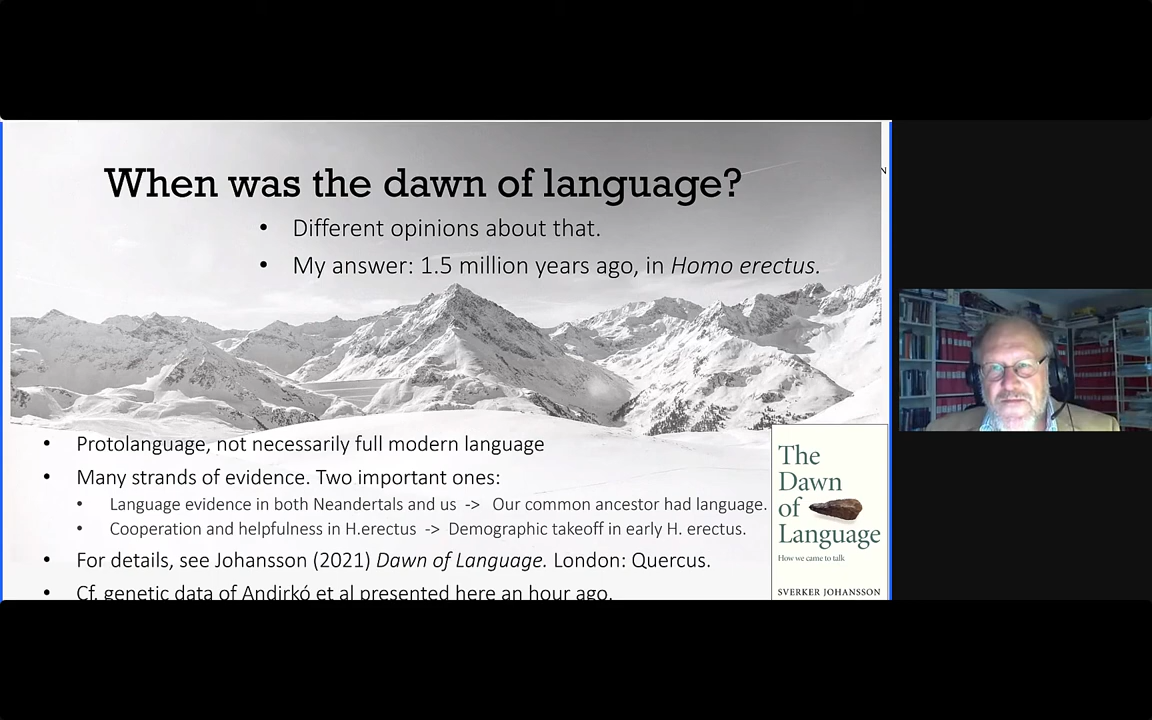 When was the dawn of language?
• Different opinions about that.
• My answer: 1.5 million years ago, in Homo erectus.
• Protolanguage, not necessarily full modern language
• Many strands of evidence. Two important ones:
• Language evidence in both Neandertals and us -> Our common ancestor had language.
• Cooperation and helpfulness in H.erectus -> Demographic takeoff in early H. erectus.
• For details, see Johansson (2021) Dawn of Language. London: Quercus.
• Cf. genetic data of Andirkó et al presented here an hour ago.
The
Dawn
of
Language
How we came to talk
SVERKER JOHANSSON
N